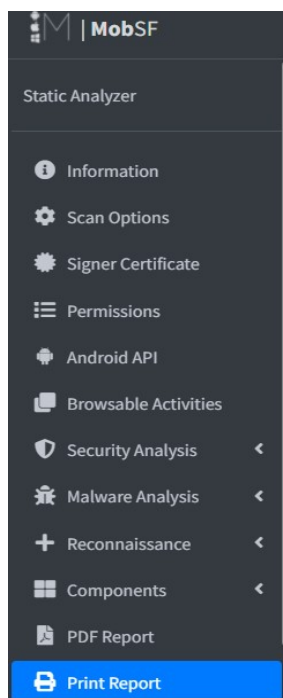 | MobSF
Static Analyzer
Information
Scan Options
Signer Certificate
Permissions
Android API
Browsable Activities
Security Analysis
Malware Analysis
Reconnaissance
Components
PDF Report
Print Report